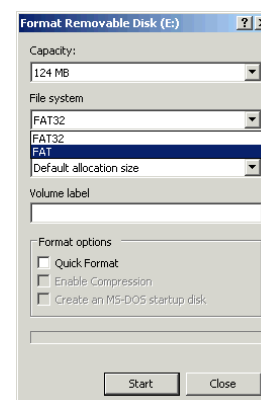 Format Removable Disk (E:)
Capacity:
124 MB
File system
FAT32
FAT32
FAT
Default allocation size
Volume label
Format options
Quick Format
Enable Compression
Create an MS-DOS startup disk
Start Close